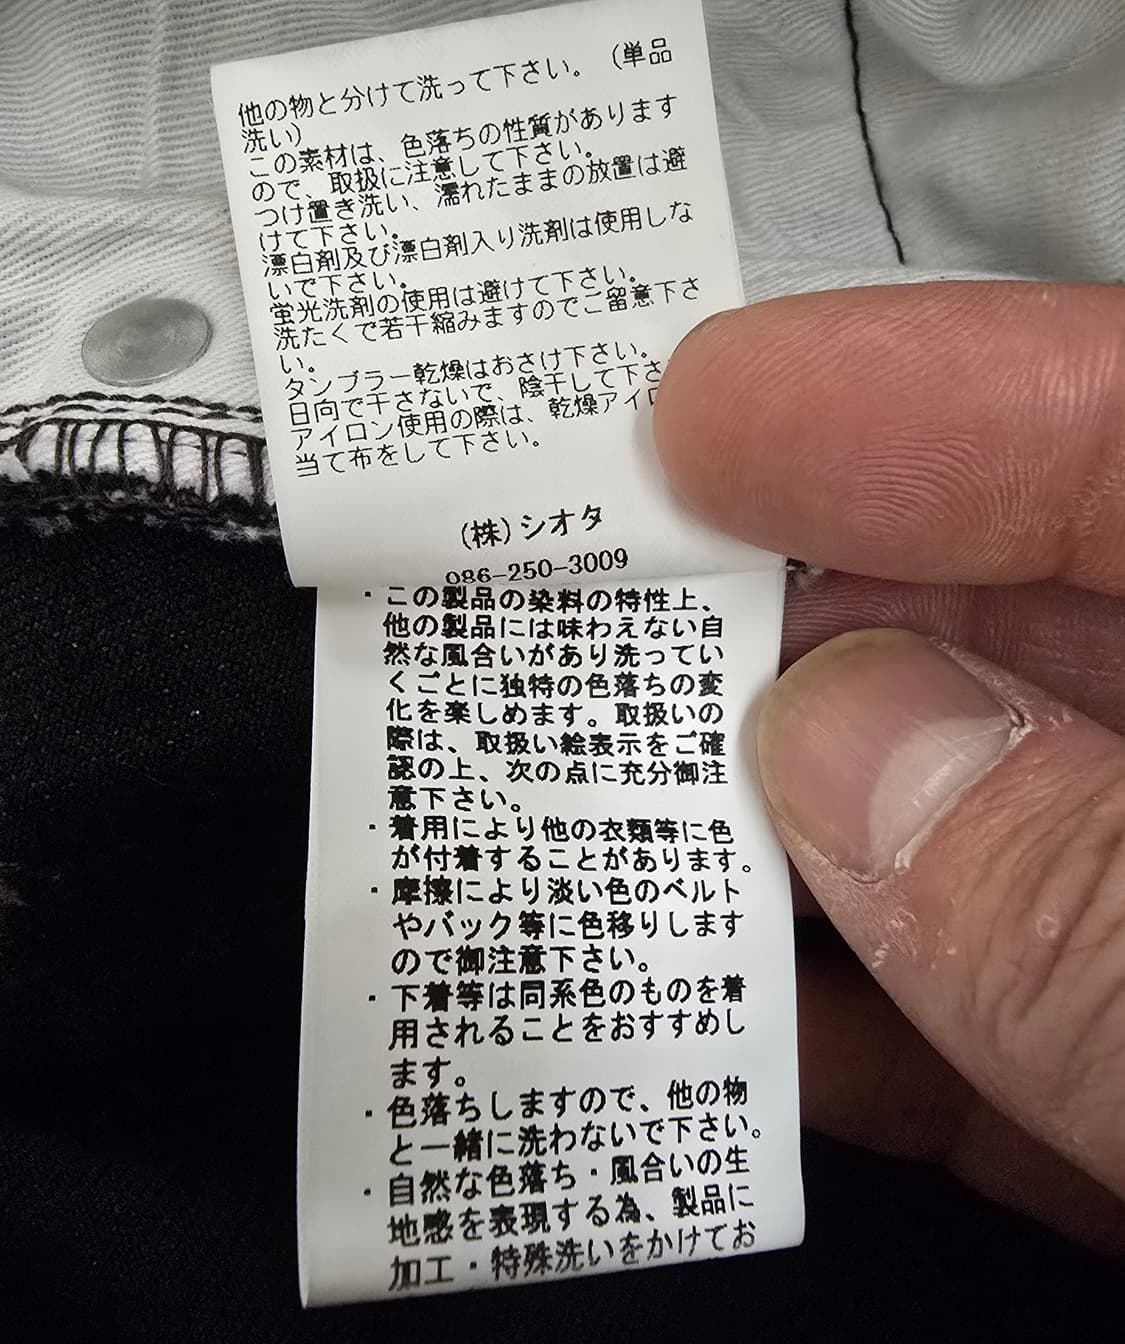 他の物と分けて洗って下さい。（単品
洗い）
この素材は、色落ちの性質があります
ので、取扱に注意して下さい。
つけ置き洗い、濡れたままの放置は避
けて下さい。
漂白剤及び漂白剤入り洗剤は使用しな
いで下さい。
蛍光洗剤の使用は避けて下さい。
洗たくで若干縮みますのでご留意下さ
い。
タンブラー乾燥はおさけ下さい。
日向で干さないで、陰干して下さ
アイロン使用の際は、乾燥アイロ
当て布をして下さい。
(株)シオタ
086-250-3009
・この製品の染料の特性上、
他の製品には味わえない自
然な風合いがあり洗ってい
くごとに独特の色落ちの変
化を楽しめます。取扱いの
際は、取扱い絵表示をご確
認の上、次の点に充分御注
意下さい。
・着用により他の衣類等に色
が付着することがあります。
・摩擦により淡い色のベルト
やバック等に色移りします
ので御注意下さい。
・下着等は同系色のものを着
用されることをおすすめし
ます。
・色落ちしますので、他の物
と一緒に洗わないで下さい。
・自然な色落ち・風合いの生
地感を表現する為、製品に
加工・特殊洗いをかけてお